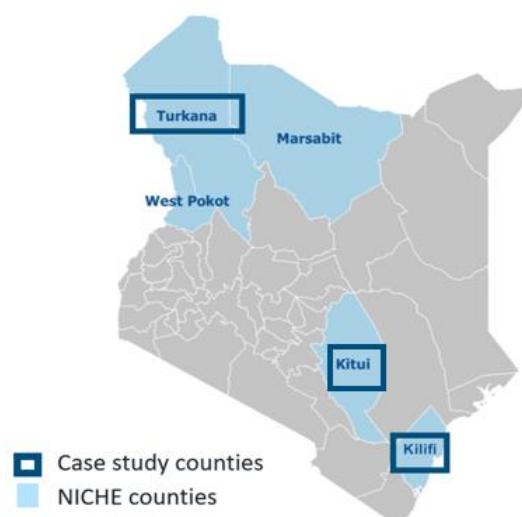 Turkana
Marsabit
West Pokot
Kitui
Kilifi
Case study counties
NICHE counties